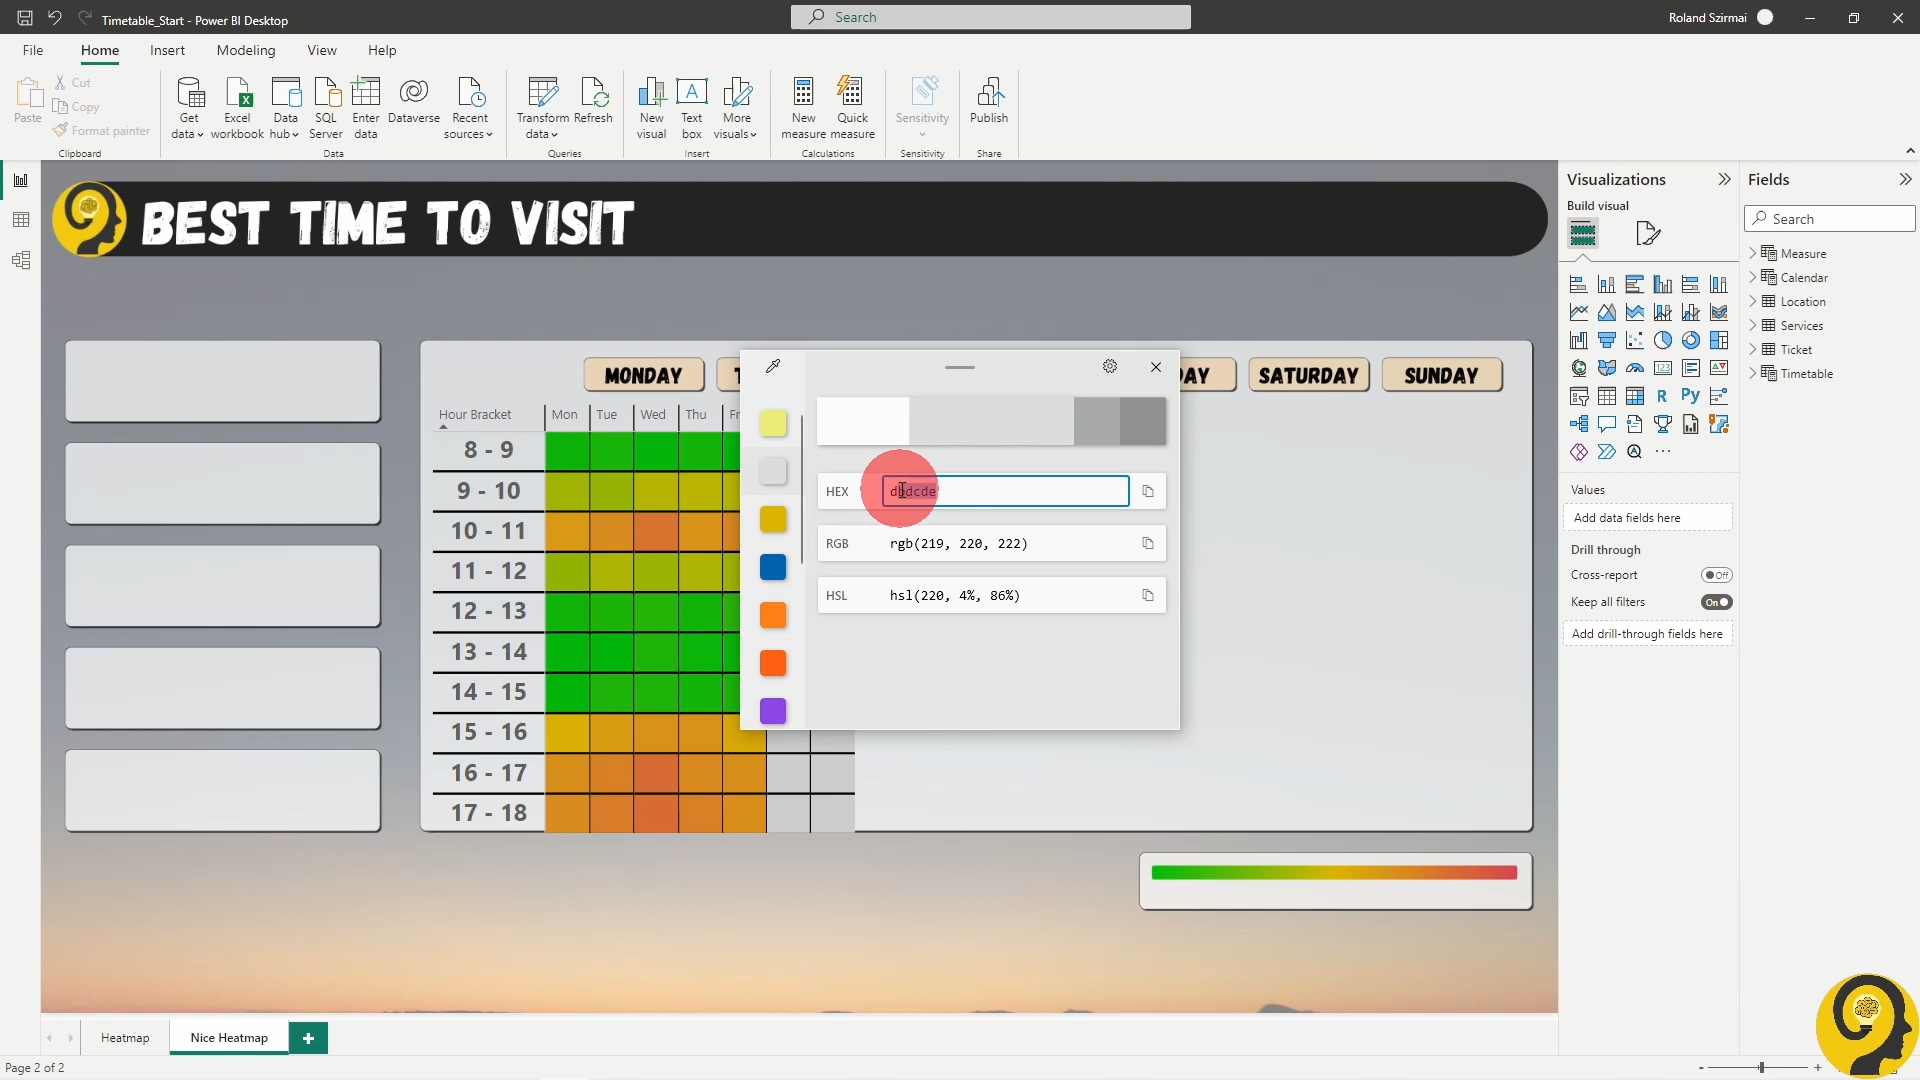 Timetable_Start - Power BI Desktop
Search
Roland Szirmai
File Home Insert Modeling View Help
Paste
Cut
Copy
Format painter
Clipboard
Get data
Excel workbook
Data hub
SQL Server
Enter data
Dataverse
Recent sources
Data
Transform data
Refresh
Queries
New visual
Text box
More visuals
Insert
New measure
Quick measure
Calculations
Sensitivity
Sensitivity
Publish
Share
BEST TIME TO VISIT
MONDAY
T
AY
SATURDAY
SUNDAY
Hour Bracket Mon Tue Wed Thu Fr
8 - 9
9 - 10
10 - 11
11 - 12
12 - 13
13 - 14
14 - 15
15 - 16
16 - 17
17 - 18
HEX dbdcde
RGB rgb(219, 220, 222)
HSL hsl(220, 4%, 86%)
Visualizations
Build visual
Values
Add data fields here
Drill through
Cross-report Off
Keep all filters On
Add drill-through fields here
Fields
Search
Measure
Calendar
Location
Services
Ticket
Timetable
Heatmap
Nice Heatmap
Page 2 of 2